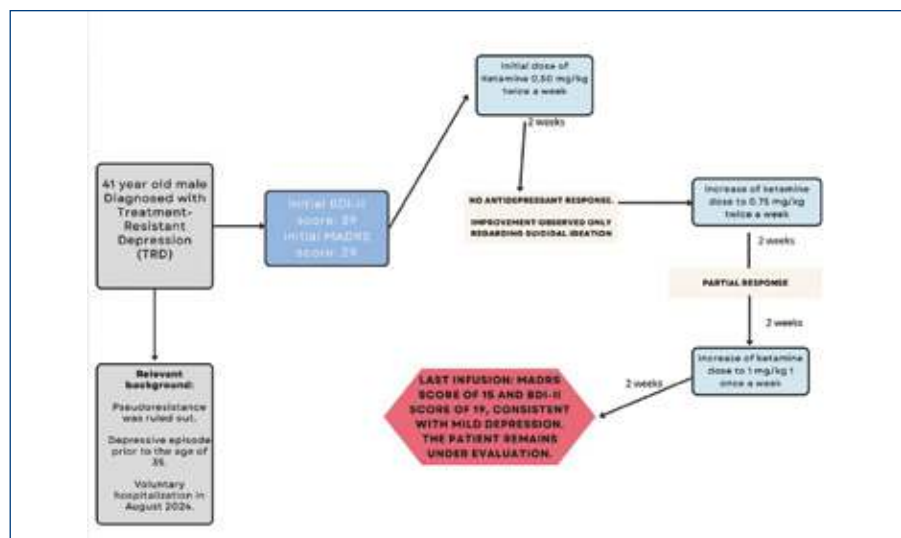 Initial dose of
Ketamine 0,50 mg/kg
twice a week
2 weeks
41 year old male
Diagnosed with
Treatment-
Resistant
Depression
(TRD)
Initial BDI-II
score: 39
Initial MADRS
score: 29
NO ANTIDEPRESSANT RESPONSE.
IMPROVEMENT OBSERVED ONLY
REGARDING SUICIDAL IDEATION
Increase of ketamine
dose to 0.75 mg/kg
twice a week
2 weeks
PARTIAL RESPONSE
2 weeks
Increase of ketamine
dose to 1 mg/kg 1
once a week
2 weeks
LAST INFUSION: MADRS
SCORE OF 15 AND BDI-II
SCORE OF 19, CONSISTENT
WITH MILD DEPRESSION.
THE PATIENT REMAINS
UNDER EVALUATION.
Relevant
background:
Pseudoresistance
was ruled out.
Depressive episode
prior to the age of
35.
Voluntary
hospitalization in
August 2024.